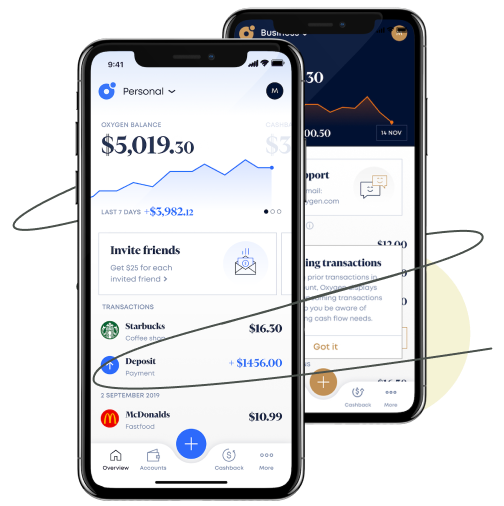 9:41
Personal
M
OXYGEN BALANCE
$5,019.30
LAST 7 DAYS +$3,982.12
Invite friends
Get $25 for each
invited friend >
TRANSACTIONS
Starbucks
$16.30
Coffee shop
Deposit
+ $1456.00
Payment
2 SEPTEMBER 2019
McDonalds
$10.99
Fastfood
Overview
Accounts
Cashback
More
Business
30
00.50
14 NOV
pport
mail:
ygen.com
$12.00
ing transactions
prior transactions in
unt, Oxygen displays
coming transactions
you be aware of
ing cash flow needs.
Got it
$16.30
Cashback
More